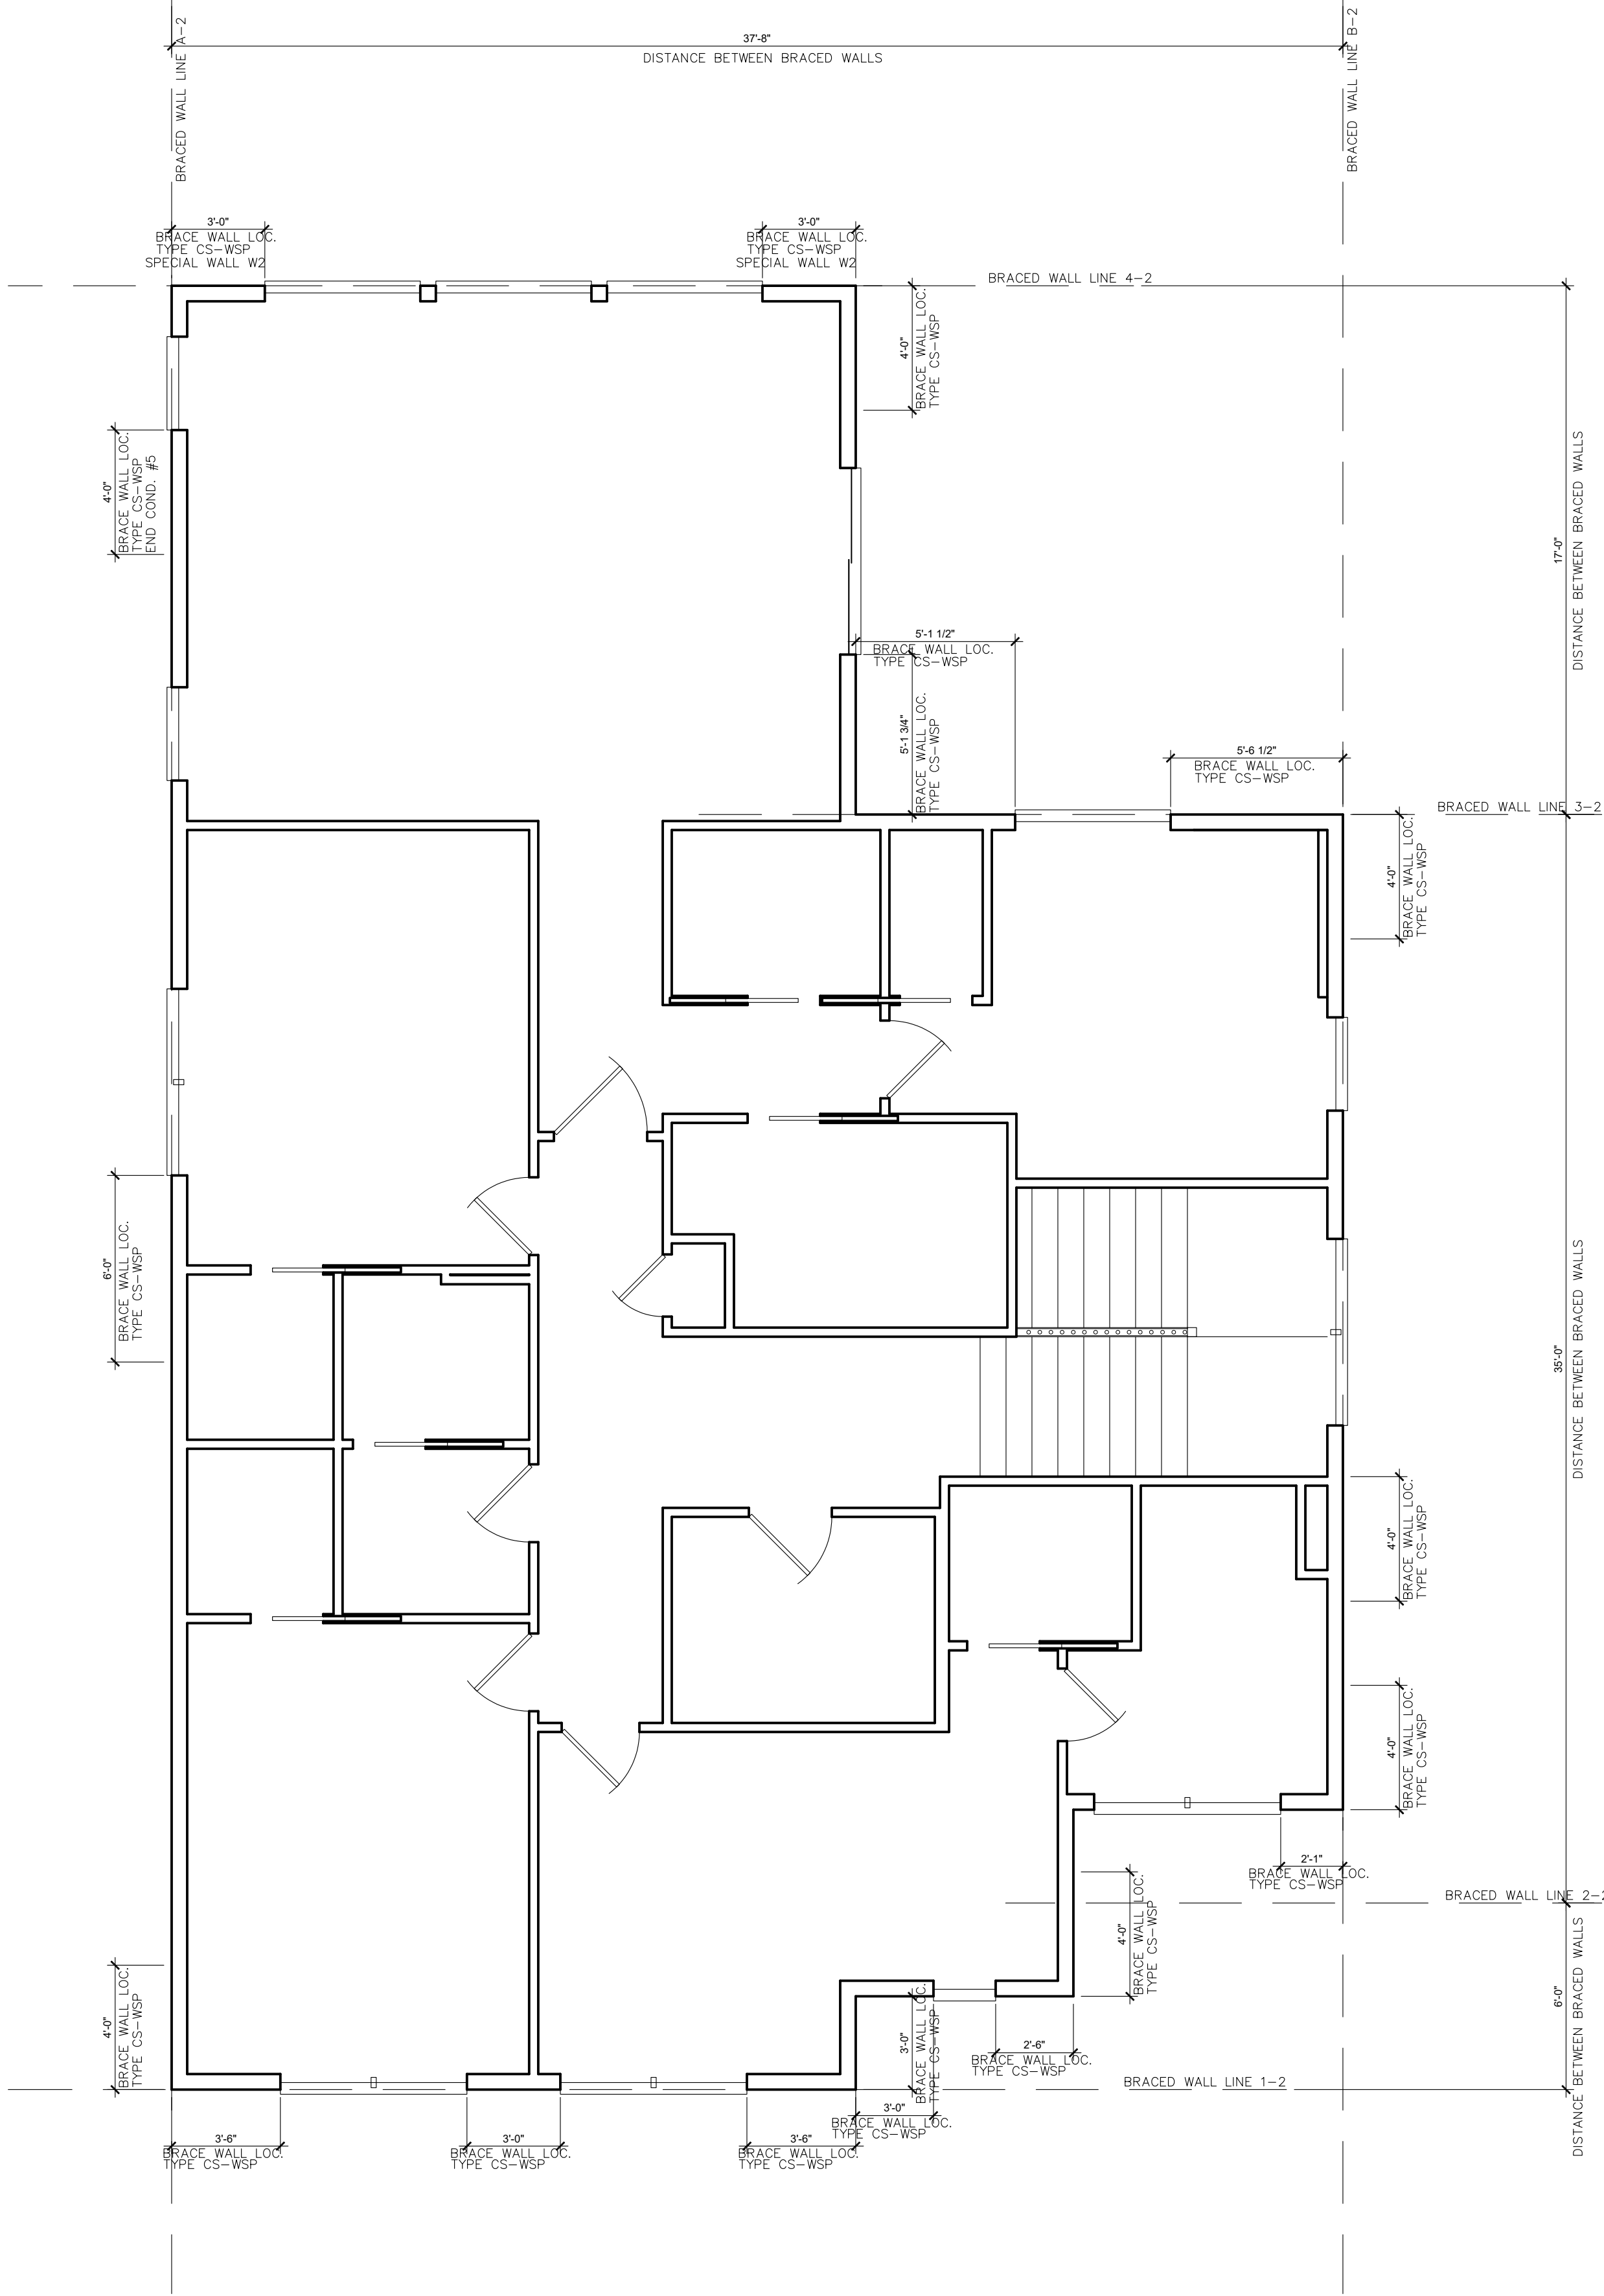 BRACED WALL LINE A-2
37'-8"
DISTANCE BETWEEN BRACED WALLS
BRACED WALL LINE B-2
3'-0"
BRACE WALL LOC.
TYPE CS-WSP
SPECIAL WALL W2
3'-0"
BRACE WALL LOC.
TYPE CS-WSP
SPECIAL WALL W2
BRACED WALL LINE 4-2
4'-0"
BRACE WALL LOC.
TYPE CS-WSP
4'-0"
BRACE WALL LOC.
TYPE CS-WSP
END COND. #5
17'-0"
DISTANCE BETWEEN BRACED WALLS
5'-1 1/2"
BRACE WALL LOC.
TYPE CS-WSP
5'-1 3/4"
BRACE WALL LOC.
TYPE CS-WSP
5'-6 1/2"
BRACE WALL LOC.
TYPE CS-WSP
BRACED WALL LINE 3-2
4'-0"
BRACE WALL LOC.
TYPE CS-WSP
6'-0"
BRACE WALL LOC.
TYPE CS-WSP
35'-0"
DISTANCE BETWEEN BRACED WALLS
4'-0"
BRACE WALL LOC.
TYPE CS-WSP
4'-0"
BRACE WALL LOC.
TYPE CS-WSP
2'-1"
BRACE WALL LOC.
TYPE CS-WSP
BRACED WALL LINE 2-2
4'-0"
BRACE WALL LOC.
TYPE CS-WSP
4'-0"
BRACE WALL LOC.
TYPE CS-WSP
3'-0"
BRACE WALL LOC.
TYPE CS-WSP
2'-6"
BRACE WALL LOC.
TYPE CS-WSP
6'-0"
DISTANCE BETWEEN BRACED WALLS
BRACED WALL LINE 1-2
3'-0"
BRACE WALL LOC.
TYPE CS-WSP
3'-6"
BRACE WALL LOC.
TYPE CS-WSP
3'-0"
BRACE WALL LOC.
TYPE CS-WSP
3'-6"
BRACE WALL LOC.
TYPE CS-WSP